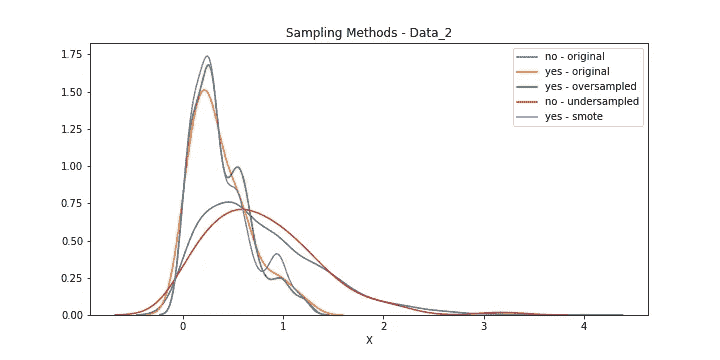 Sampling Methods - Data_2
no - original
yes - original
yes - oversampled
no - undersampled
yes - smote
1.75
1.50
1.25
1.00
0.75
0.50
0.25
0.00
0 1 2 3 4
X